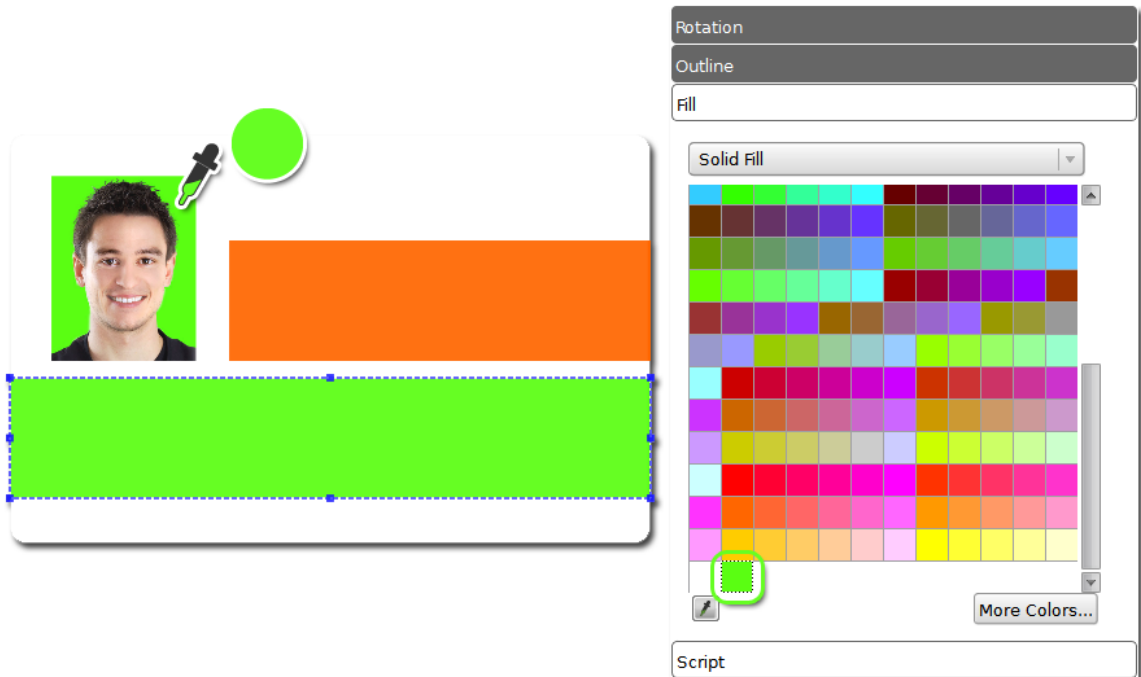 Rotation
Outline
Fill
Solid Fill
More Colors...
Script